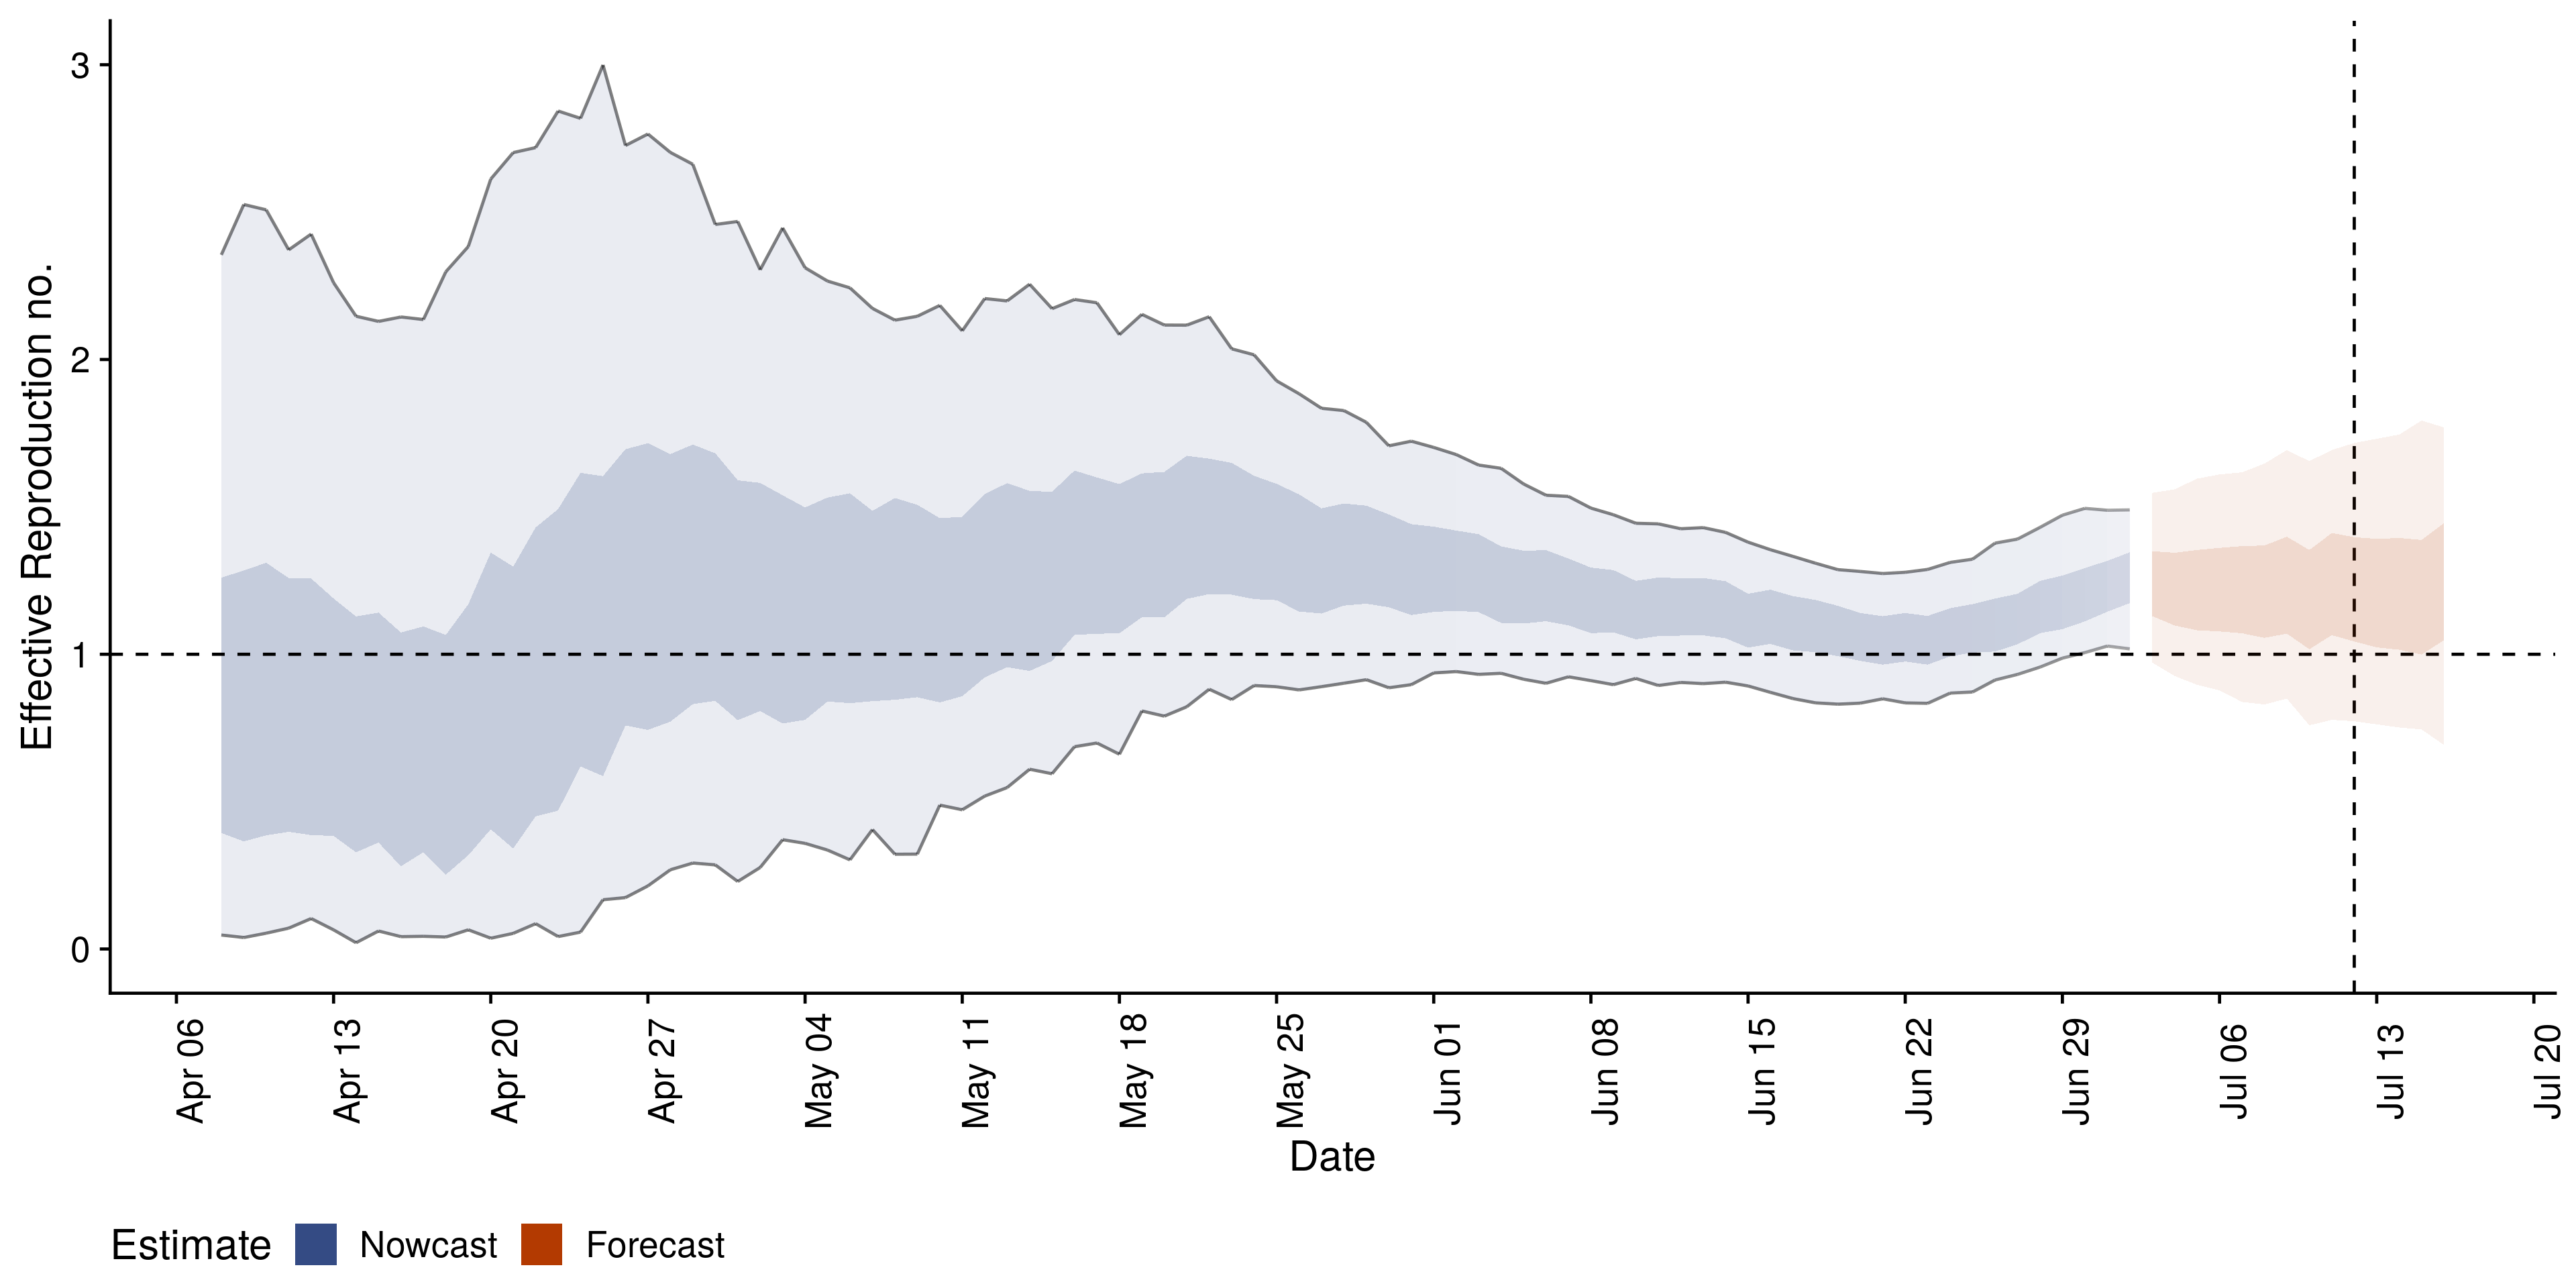 Effective Reproduction no.
3
2
1
0
Apr 06
Apr 13
Apr 20
Apr 27
May 04
May 11
May 18
May 25
Jun 01
Jun 08
Jun 15
Jun 22
Jun 29
Jul 06
Jul 13
Jul 20
Date
Estimate Nowcast Forecast